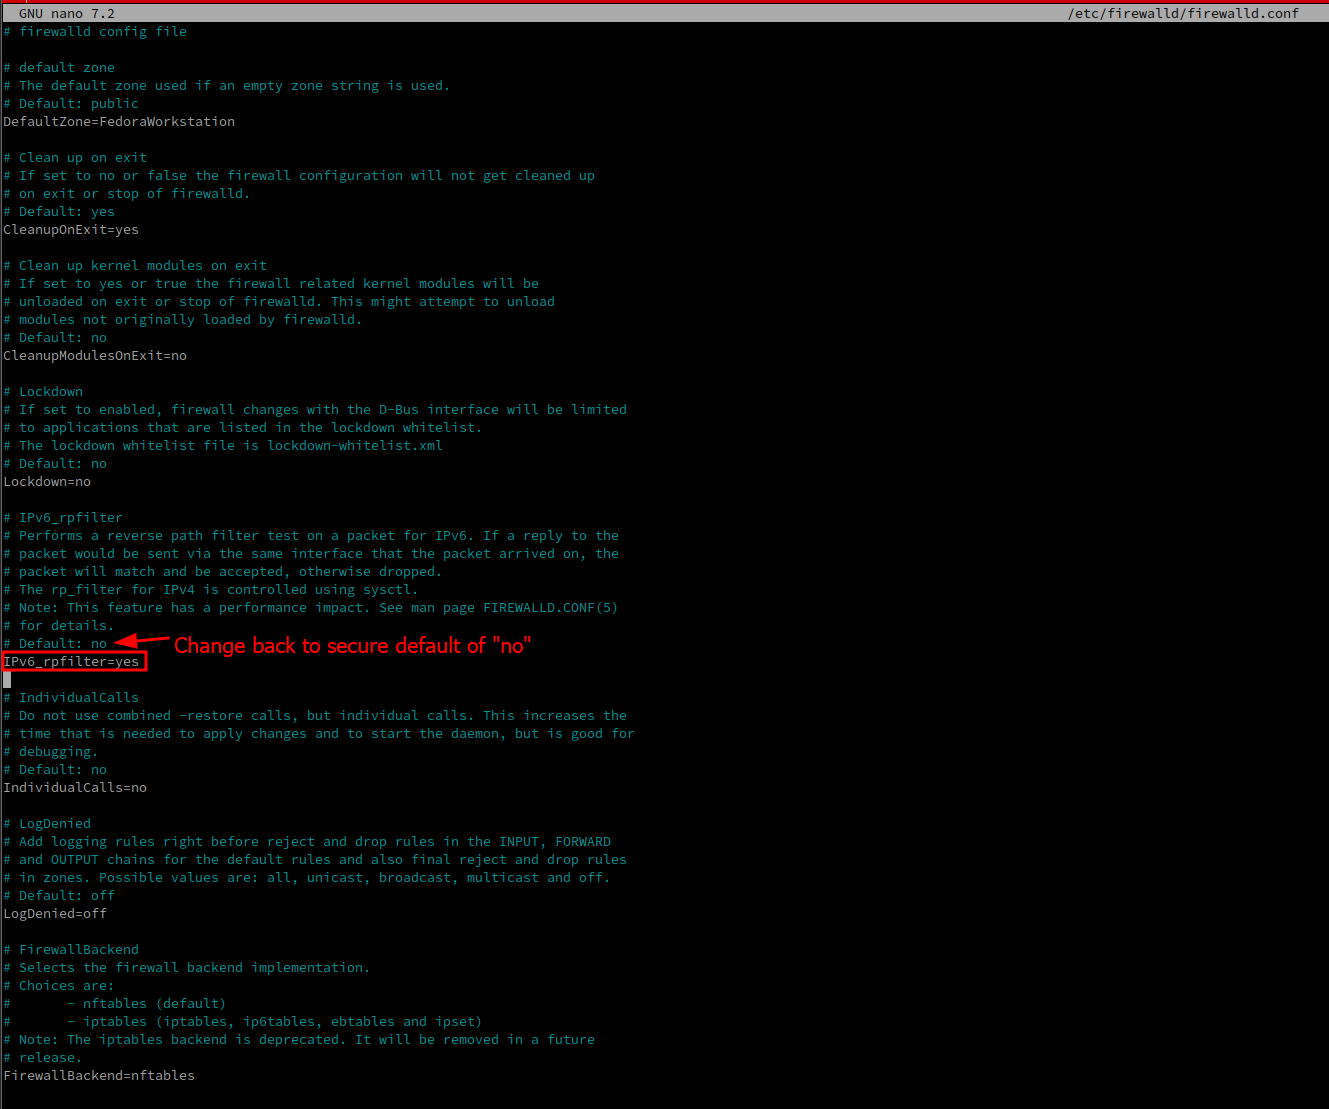 GNU nano 7.2 /etc/firewalld/firewalld.conf
# firewalld config file
# default zone
# The default zone used if an empty zone string is used.
# Default: public
DefaultZone=FedoraWorkstation
# Clean up on exit
# If set to no or false the firewall configuration will not get cleaned up
# on exit or stop of firewalld.
# Default: yes
CleanupOnExit=yes
# Clean up kernel modules on exit
# If set to yes or true the firewall related kernel modules will be
# unloaded on exit or stop of firewalld. This might attempt to unload
# modules not originally loaded by firewalld.
# Default: no
CleanupModulesOnExit=no
# Lockdown
# If set to enabled, firewall changes with the D-Bus interface will be limited
# to applications that are listed in the lockdown whitelist.
# The lockdown whitelist file is lockdown-whitelist.xml
# Default: no
Lockdown=no
# IPv6_rpfilter
# Performs a reverse path filter test on a packet for IPv6. If a reply to the
# packet would be sent via the same interface that the packet arrived on, the
# packet will match and be accepted, otherwise dropped.
# The rp_filter for IPv4 is controlled using sysctl.
# Note: This feature has a performance impact. See man page FIREWALLD.CONF(5)
# for details.
# Default: no
Change back to secure default of "no"
IPv6_rpfilter=yes
# IndividualCalls
# Do not use combined -restore calls, but individual calls. This increases the
# time that is needed to apply changes and to start the daemon, but is good for
# debugging.
# Default: no
IndividualCalls=no
# LogDenied
# Add logging rules right before reject and drop rules in the INPUT, FORWARD
# and OUTPUT chains for the default rules and also final reject and drop rules
# in zones. Possible values are: all, unicast, broadcast, multicast and off.
# Default: off
LogDenied=off
# FirewallBackend
# Selects the firewall backend implementation.
# Choices are:
# - nftables (default)
# - iptables (iptables, ip6tables, ebtables and ipset)
# Note: The iptables backend is deprecated. It will be removed in a future
# release.
FirewallBackend=nftables